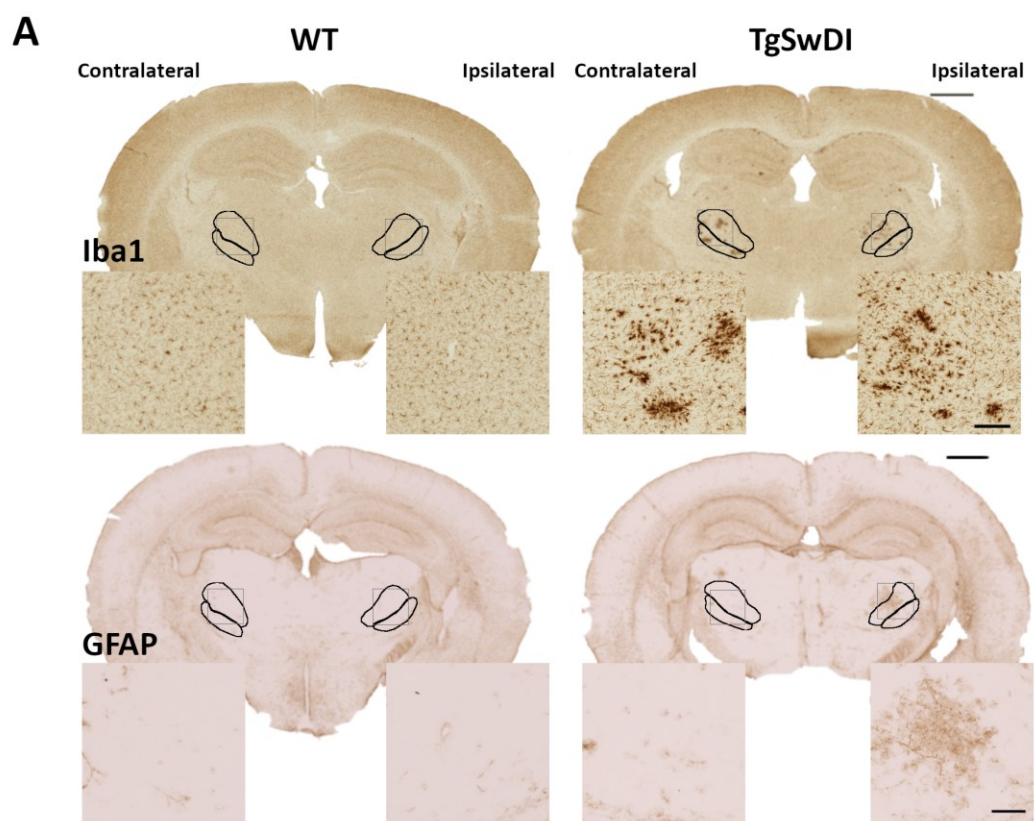 A
WT
TgSwDI
Contralateral
Ipsilateral
Contralateral
Ipsilateral
Iba1
GFAP